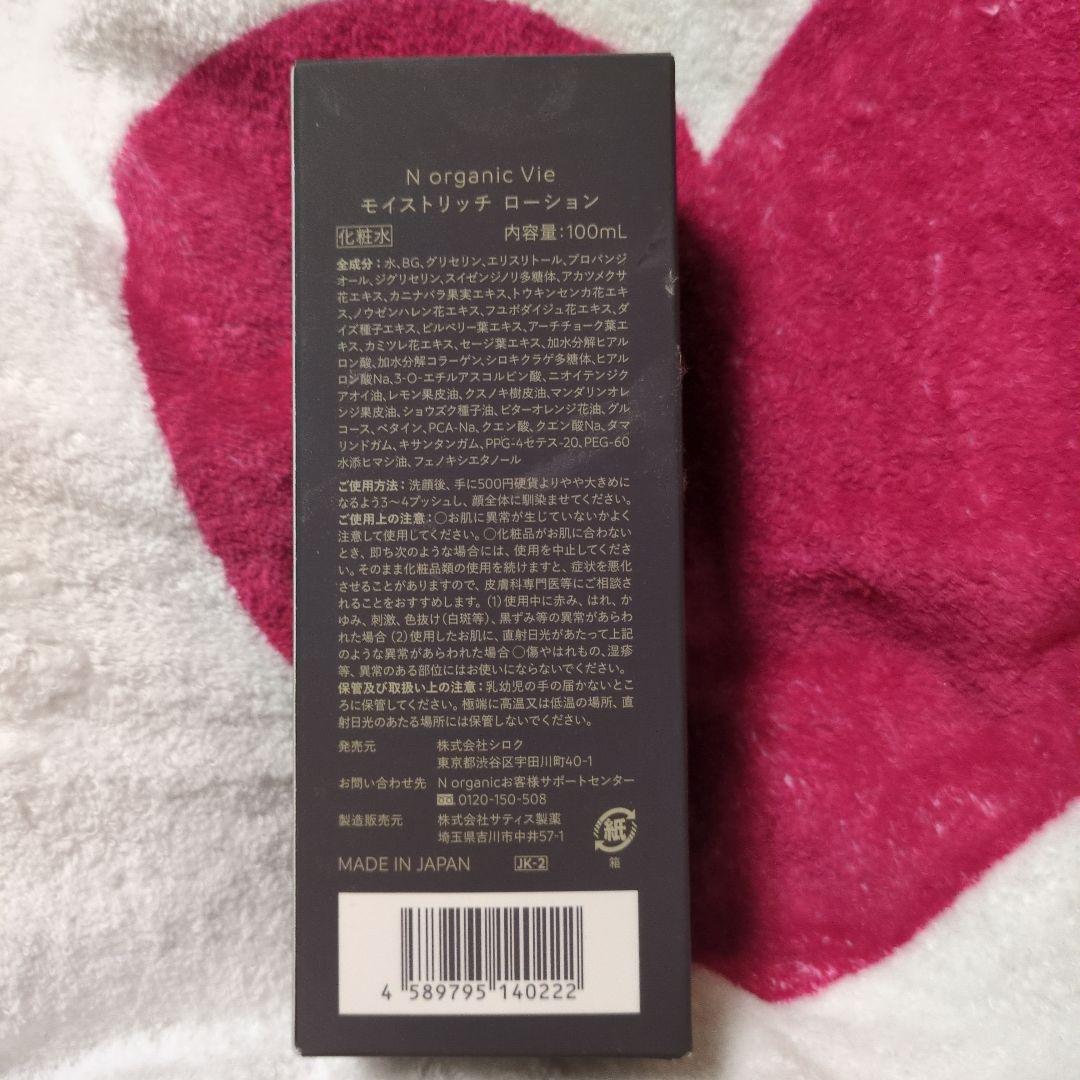 N organic Vie
モイストリッチ ローション
化粧水 内容量:100mL
全成分:水、BG、グリセリン、エリスリトール、プロパンジ
オール、ジグリセリン、スイゼンジノリ多糖体、アカツメクサ
花エキス、カニナバラ果実エキス、トウキンセンカ花エキ
ス、ノウゼンハレン花エキス、フユボダイジュ花エキス、ダ
イズ種子エキス、ビルベリー葉エキス、アーチチョーク葉エ
キス、カミツレ花エキス、セージ葉エキス、加水分解ヒアル
ロン酸、加水分解コラーゲン、シロキクラゲ多糖体、ヒアル
ロン酸Na、3-O-エチルアスコルビン酸、ニオイテンジク
アオイ油、レモン果皮油、クスノキ樹皮油、マンダリンオレ
ンジ果皮油、ショウズク種子油、ビターオレンジ花油、グル
コース、ベタイン、PCA-Na、クエン酸、クエン酸Na、タマ
リンドガム、キサンタンガム、PPG-4セテス-20、PEG-60
水添ヒマシ油、フェノキシエタノール
ご使用方法:洗顔後、手に500円硬貨よりやや大きめに
なるよう3〜4プッシュし、顔全体に馴染ませてください。
ご使用上の注意:○お肌に異常が生じていないかよく
注意して使用してください。○化粧品がお肌に合わない
とき、即ち次のような場合には、使用を中止してくださ
い。そのまま化粧品類の使用を続けますと、症状を悪化
させることがありますので、皮膚科専門医等にご相談さ
れることをおすすめします。(1)使用中に赤み、はれ、か
ゆみ、刺激、色抜け(白斑等)、黒ずみ等の異常があらわ
れた場合(2)使用したお肌に、直射日光があたって上記
のような異常があらわれた場合○傷やはれもの、湿疹
等、異常のある部位にはお使いにならないでください。
保管及び取扱い上の注意:乳幼児の手の届かないとこ
ろに保管してください。極端に高温又は低温の場所、直
射日光のあたる場所には保管しないでください。
発売元 株式会社シロク
東京都渋谷区宇田川町40-1
お問い合わせ先 N organicお客様サポートセンター
0120-150-508
製造販売元 株式会社サティス製薬
埼玉県吉川市中井57-1
紙
箱
MADE IN JAPAN JK-2
4 589795 140222